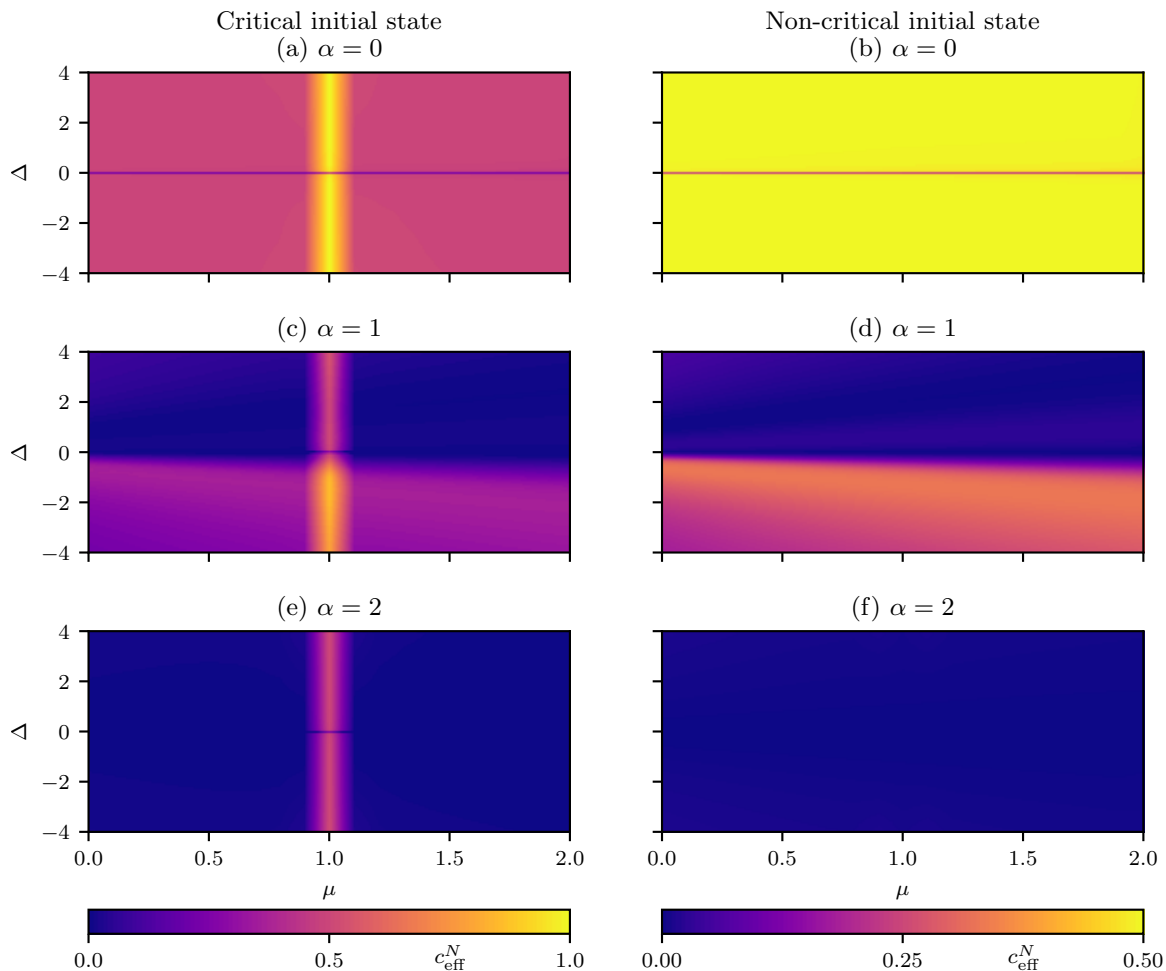 Critical initial state
Non-critical initial state
(a) α = 0
(b) α = 0
4
2
0
−2
−4
Δ
(c) α = 1
(d) α = 1
4
2
0
−2
−4
Δ
(e) α = 2
(f) α = 2
4
2
0
−2
−4
Δ
0.0 0.5 1.0 1.5 2.0
0.0 0.5 1.0 1.5 2.0
μ
μ
0.0 0.5 c_eff^N 1.0
0.00 0.25 c_eff^N 0.50